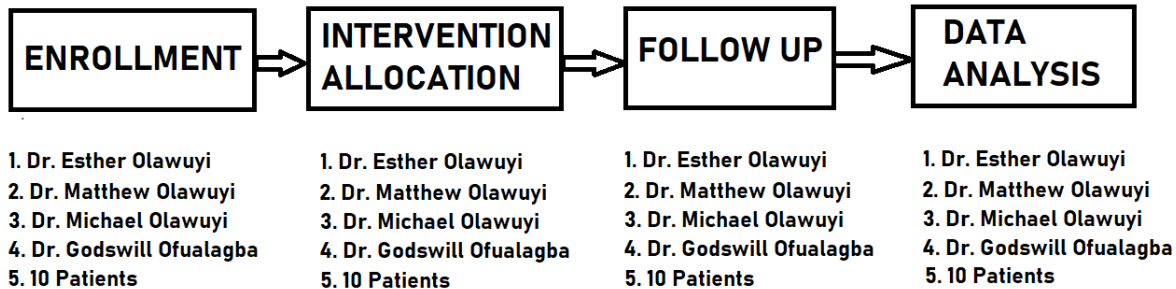 ENROLLMENT
INTERVENTION
ALLOCATION
FOLLOW UP
DATA
ANALYSIS
1. Dr. Esther Olawuyi
2. Dr. Matthew Olawuyi
3. Dr. Michael Olawuyi
4. Dr. Godswill Ofualagba
5. 10 Patients
1. Dr. Esther Olawuyi
2. Dr. Matthew Olawuyi
3. Dr. Michael Olawuyi
4. Dr. Godswill Ofualagba
5. 10 Patients
1. Dr. Esther Olawuyi
2. Dr. Matthew Olawuyi
3. Dr. Michael Olawuyi
4. Dr. Godswill Ofualagba
5. 10 Patients
1. Dr. Esther Olawuyi
2. Dr. Matthew Olawuyi
3. Dr. Michael Olawuyi
4. Dr. Godswill Ofualagba
5. 10 Patients